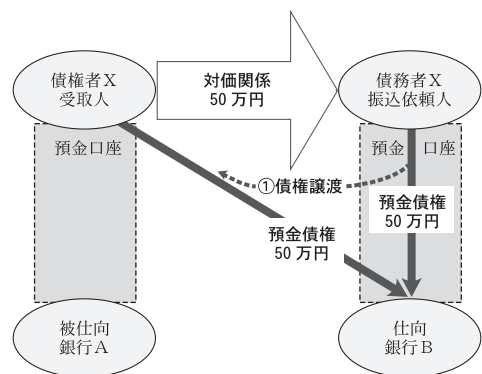 債権者X
受取人
対価関係
50万円
債務者X
振込依頼人
預金口座
預金 口座
①債権譲渡
預金債権
50万円
預金債権
50万円
被仕向
銀行A
仕向
銀行B